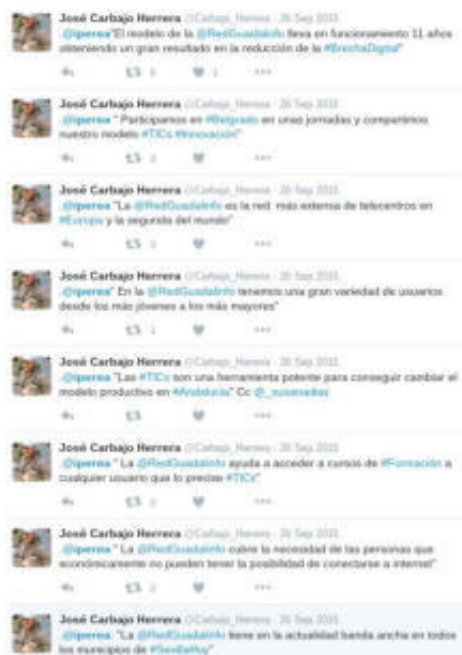 José Carbajo Herrera @Carbajo_Herrera · 26 Sep 2015
.@iperea "El modelo de la @RedGuadalinfo lleva en funcionamiento 11 años
obteniendo un gran resultado en la reducción de la #BrechaDigital"
José Carbajo Herrera @Carbajo_Herrera · 26 Sep 2015
.@iperea " Participamos en #Belgrado en unas jornadas y compartimos
nuestro modelo #TICs #Innovación"
José Carbajo Herrera @Carbajo_Herrera · 26 Sep 2015
.@iperea "La @RedGuadalinfo es la red más extensa de telecentros en
#Europa y la segunda del mundo"
José Carbajo Herrera @Carbajo_Herrera · 26 Sep 2015
.@iperea" En la @RedGuadalinfo tenemos una gran variedad de usuarios
desde los más jóvenes a los más mayores"
José Carbajo Herrera @Carbajo_Herrera · 26 Sep 2015
.@iperea "Las #TICs son una herramienta potente para conseguir cambiar el
modelo productivo en #Andalucía" Cc @_susanadiaz
José Carbajo Herrera @Carbajo_Herrera · 26 Sep 2015
.@iperea " La @RedGuadalinfo ayuda a acceder a cursos de #Formación a
cualquier usuario que lo precise #TICs"
José Carbajo Herrera @Carbajo_Herrera · 26 Sep 2015
.@iperea " La @RedGuadalinfo cubre la necesidad de las personas que
económicamente no pueden tener la posibilidad de conectarse a internet"
José Carbajo Herrera @Carbajo_Herrera · 26 Sep 2015
.@iperea "La @RedGuadalinfo tiene en la actualidad banda ancha en todos
los municipios de #SevillaHoy"